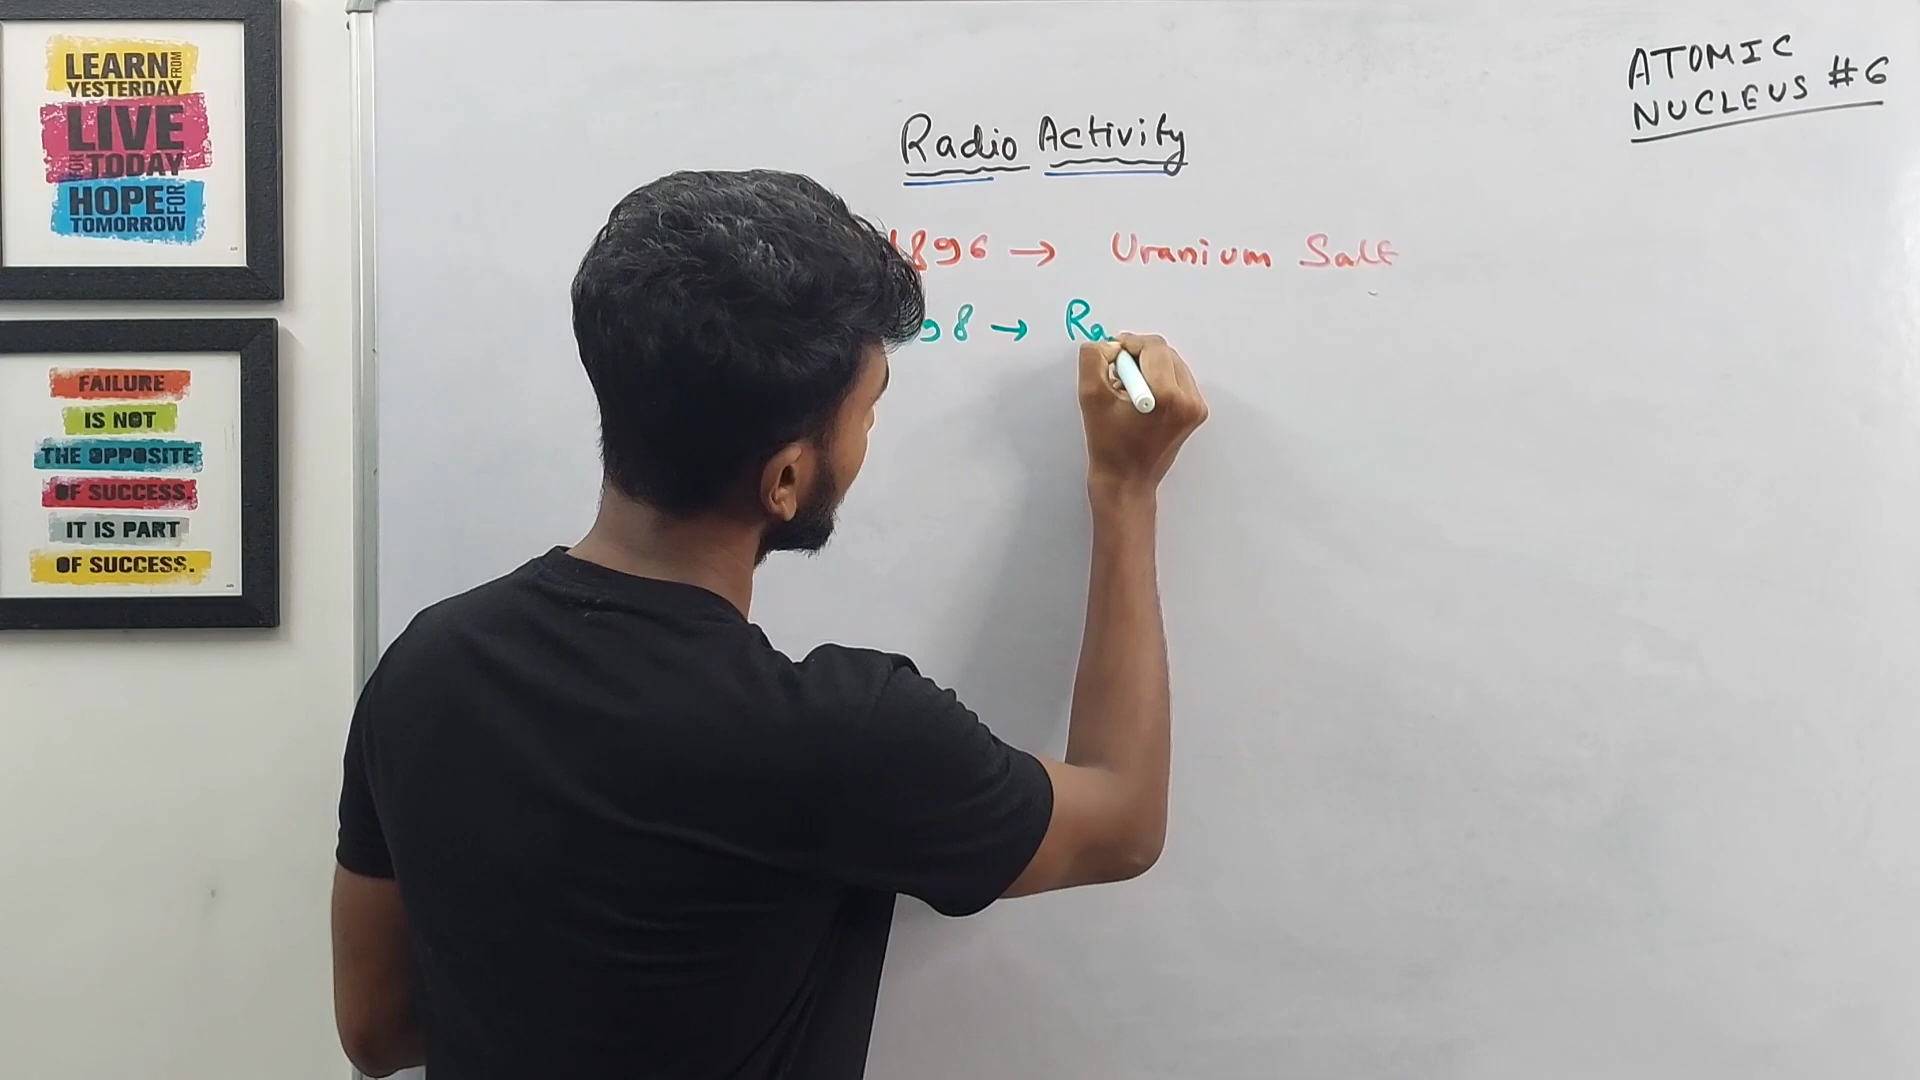 LEARN FROM
YESTERDAY
LIVE
FOR TODAY
HOPE FOR
TOMORROW
FAILURE
IS NOT
THE OPPOSITE
OF SUCCESS.
IT IS PART
OF SUCCESS.
ATOMIC
NUCLEUS #6
Radio Activity
1896 → Uranium Salt
98 → Ra